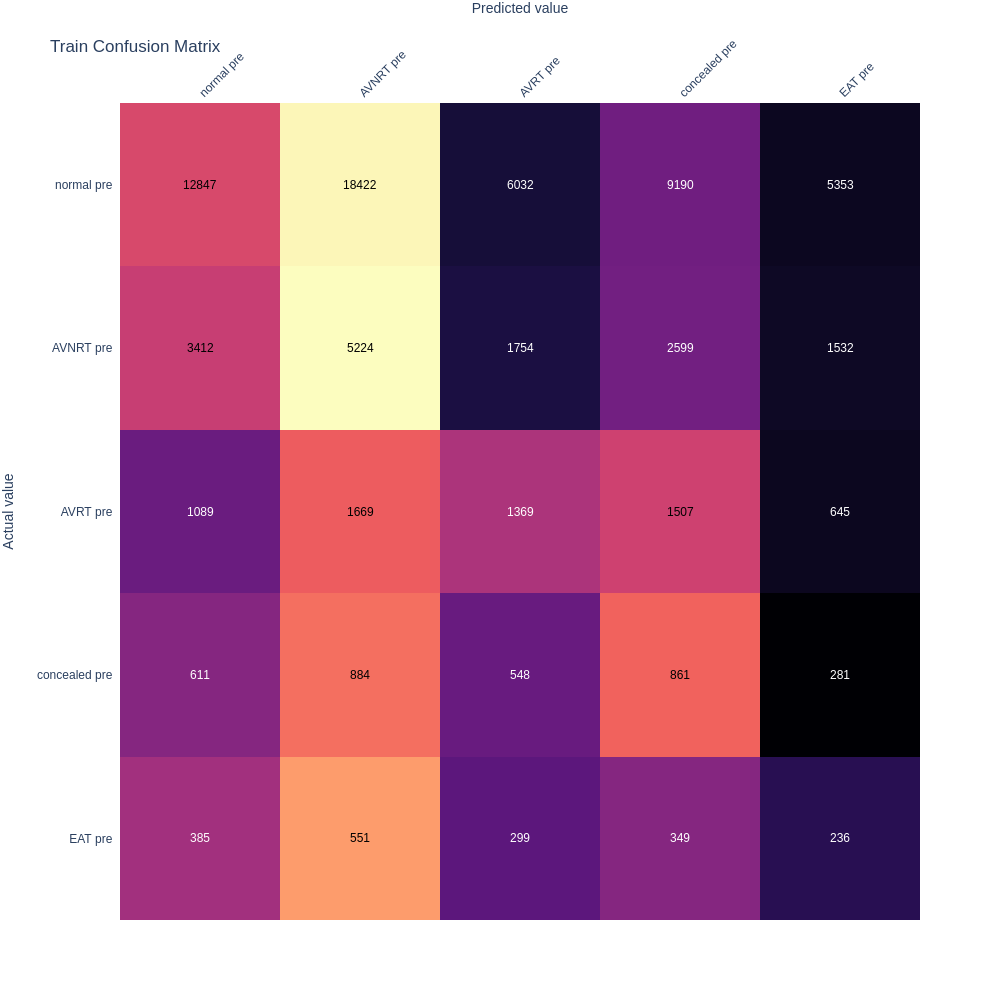 Predicted value
Train Confusion Matrix
normal pre AVNRT pre AVRT pre concealed pre EAT pre
normal pre 12847 18422 6032 9190 5353
AVNRT pre 3412 5224 1754 2599 1532
Actual value
AVRT pre 1089 1669 1369 1507 645
concealed pre 611 884 548 861 281
EAT pre 385 551 299 349 236